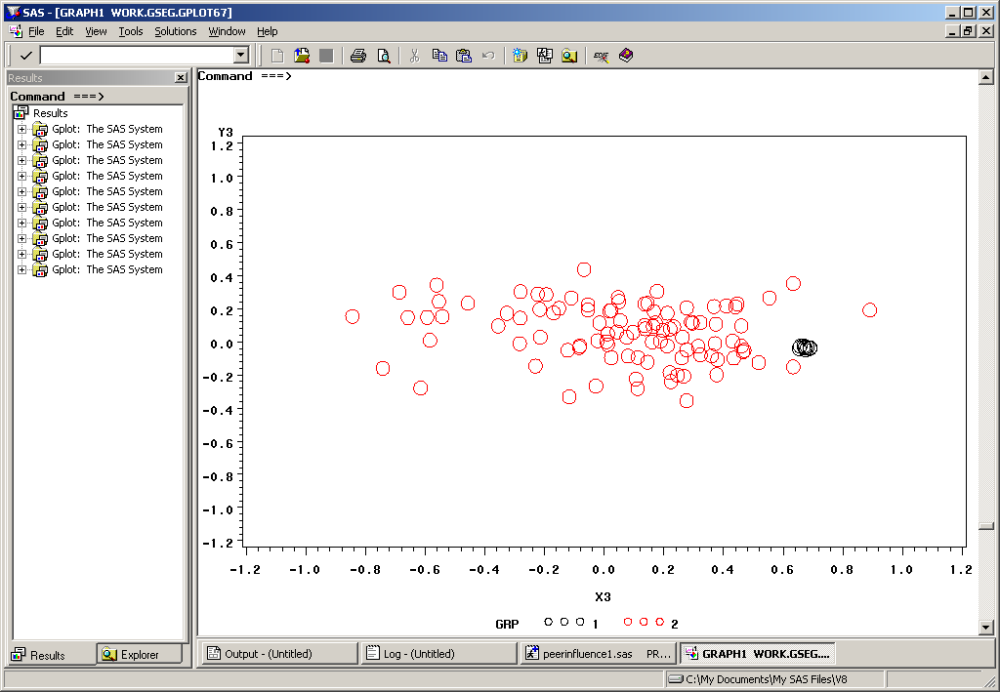 SAS - [GRAPH1 WORK.GSEG.GPLOT67]
File Edit View Tools Solutions Window Help
Results
Command ===>
Results
Gplot: The SAS System
Gplot: The SAS System
Gplot: The SAS System
Gplot: The SAS System
Gplot: The SAS System
Gplot: The SAS System
Gplot: The SAS System
Gplot: The SAS System
Gplot: The SAS System
Gplot: The SAS System
Command ===>
Y3
1.2
1.0
0.8
0.6
0.4
0.2
0.0
-0.2
-0.4
-0.6
-0.8
-1.0
-1.2
-1.2 -1.0 -0.8 -0.6 -0.4 -0.2 0.0 0.2 0.4 0.6 0.8 1.0 1.2
X3
GRP 1 2
Results Explorer
Output - (Untitled) Log - (Untitled) peerinfluence1.sas PR... GRAPH1 WORK.GSEG....
C:\My Documents\My SAS Files\V8